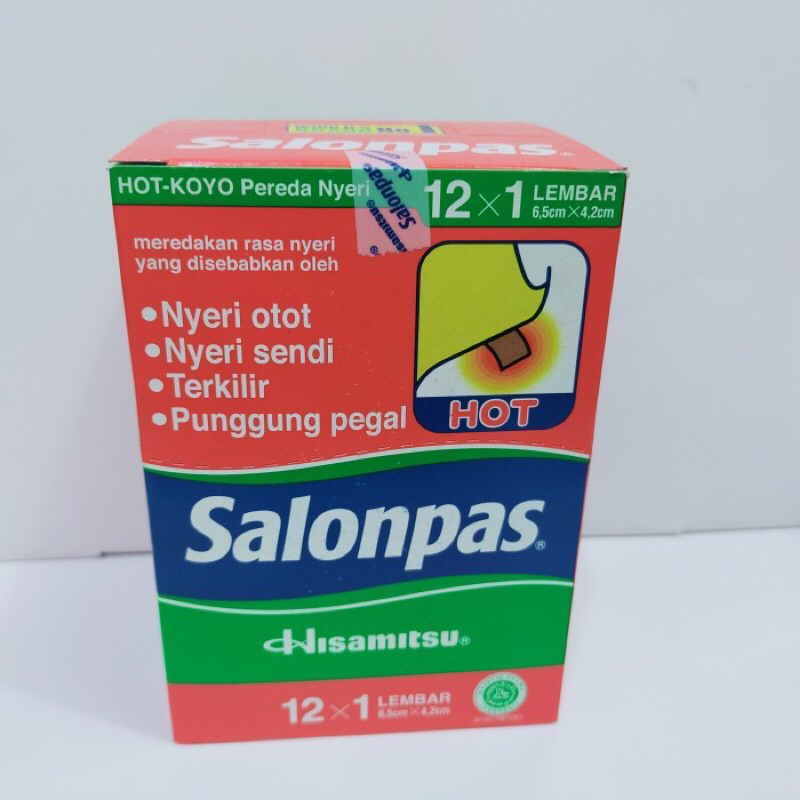 Salonpas®
HOT-KOYO Pereda Nyeri
12×1 LEMBAR
6,5cm×4,2cm
Salonpas
meredakan rasa nyeri
yang disebabkan oleh
•Nyeri otot
•Nyeri sendi
•Terkilir
•Punggung pegal
HOT
Salonpas®
Hisamitsu®
12×1 LEMBAR
6,5cm×4,2cm